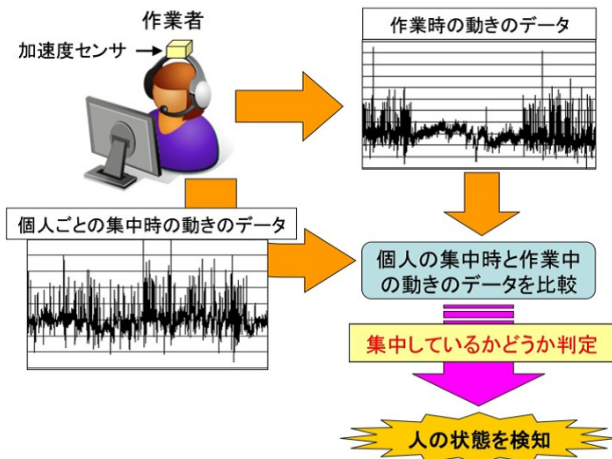 作業者
加速度センサ
作業時の動きのデータ
個人ごとの集中時の動きのデータ
個人の集中時と作業中
の動きのデータを比較
集中しているかどうか判定
人の状態を検知